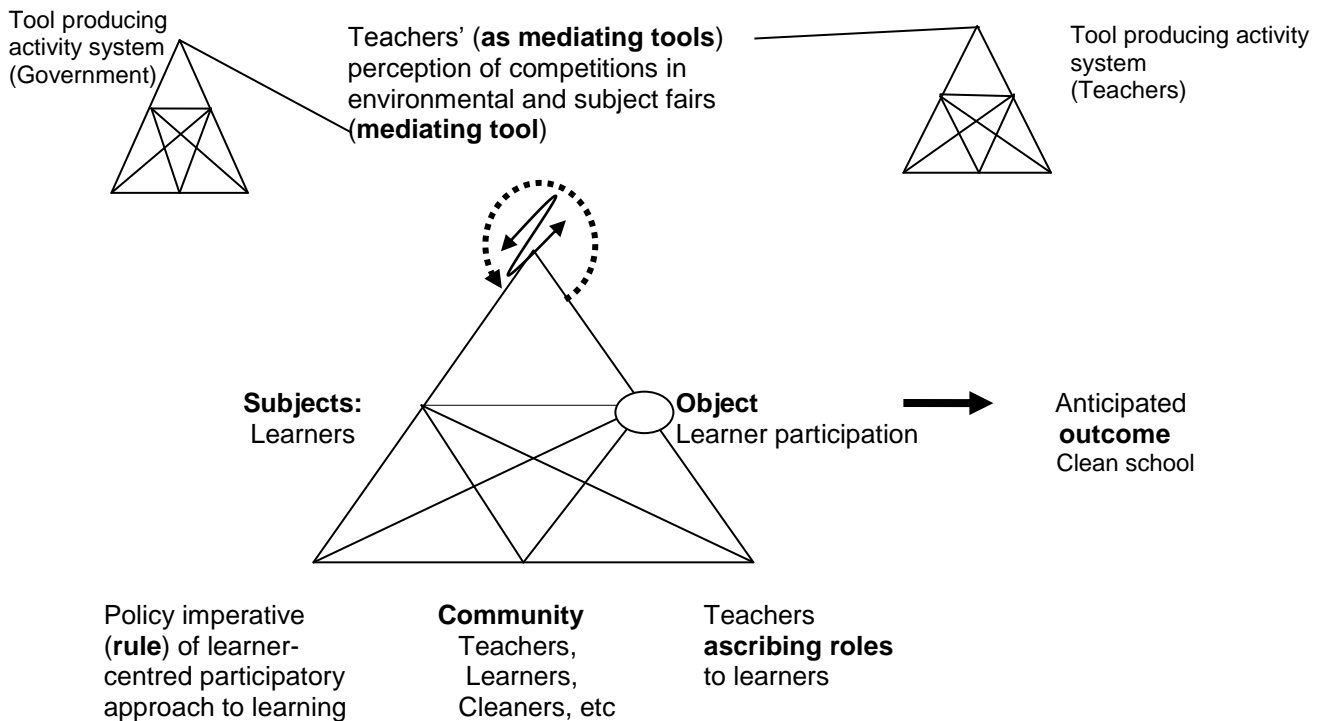 Tool producing
activity system
(Government)
Teachers’ (as mediating tools)
perception of competitions in
environmental and subject fairs
(mediating tool)
Tool producing activity
system
(Teachers)
Subjects:
Learners
Object
Learner participation
Anticipated
outcome
Clean school
Policy imperative
(rule) of learner-
centred participatory
approach to learning
Community
Teachers,
Learners,
Cleaners, etc
Teachers
ascribing roles
to learners